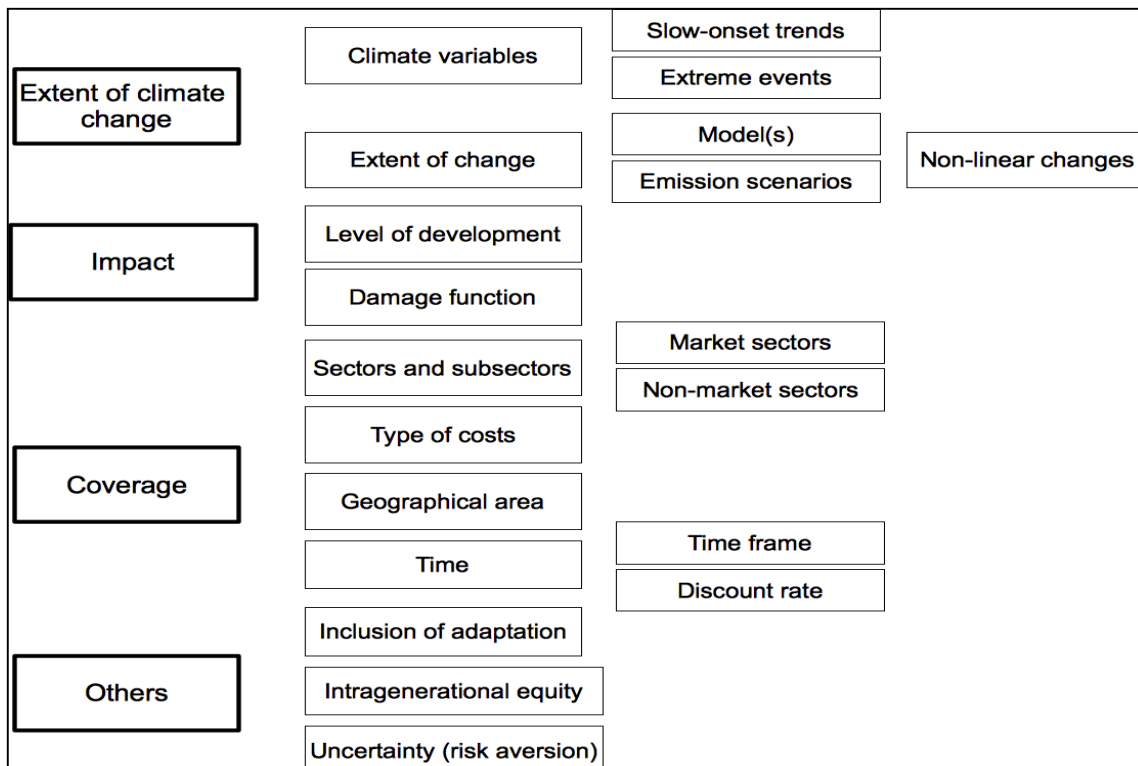 Extent of climate
change
Climate variables
Slow-onset trends
Extreme events
Extent of change
Model(s)
Emission scenarios
Non-linear changes
Impact
Level of development
Damage function
Coverage
Sectors and subsectors
Market sectors
Non-market sectors
Type of costs
Geographical area
Time
Time frame
Discount rate
Others
Inclusion of adaptation
Intragenerational equity
Uncertainty (risk aversion)